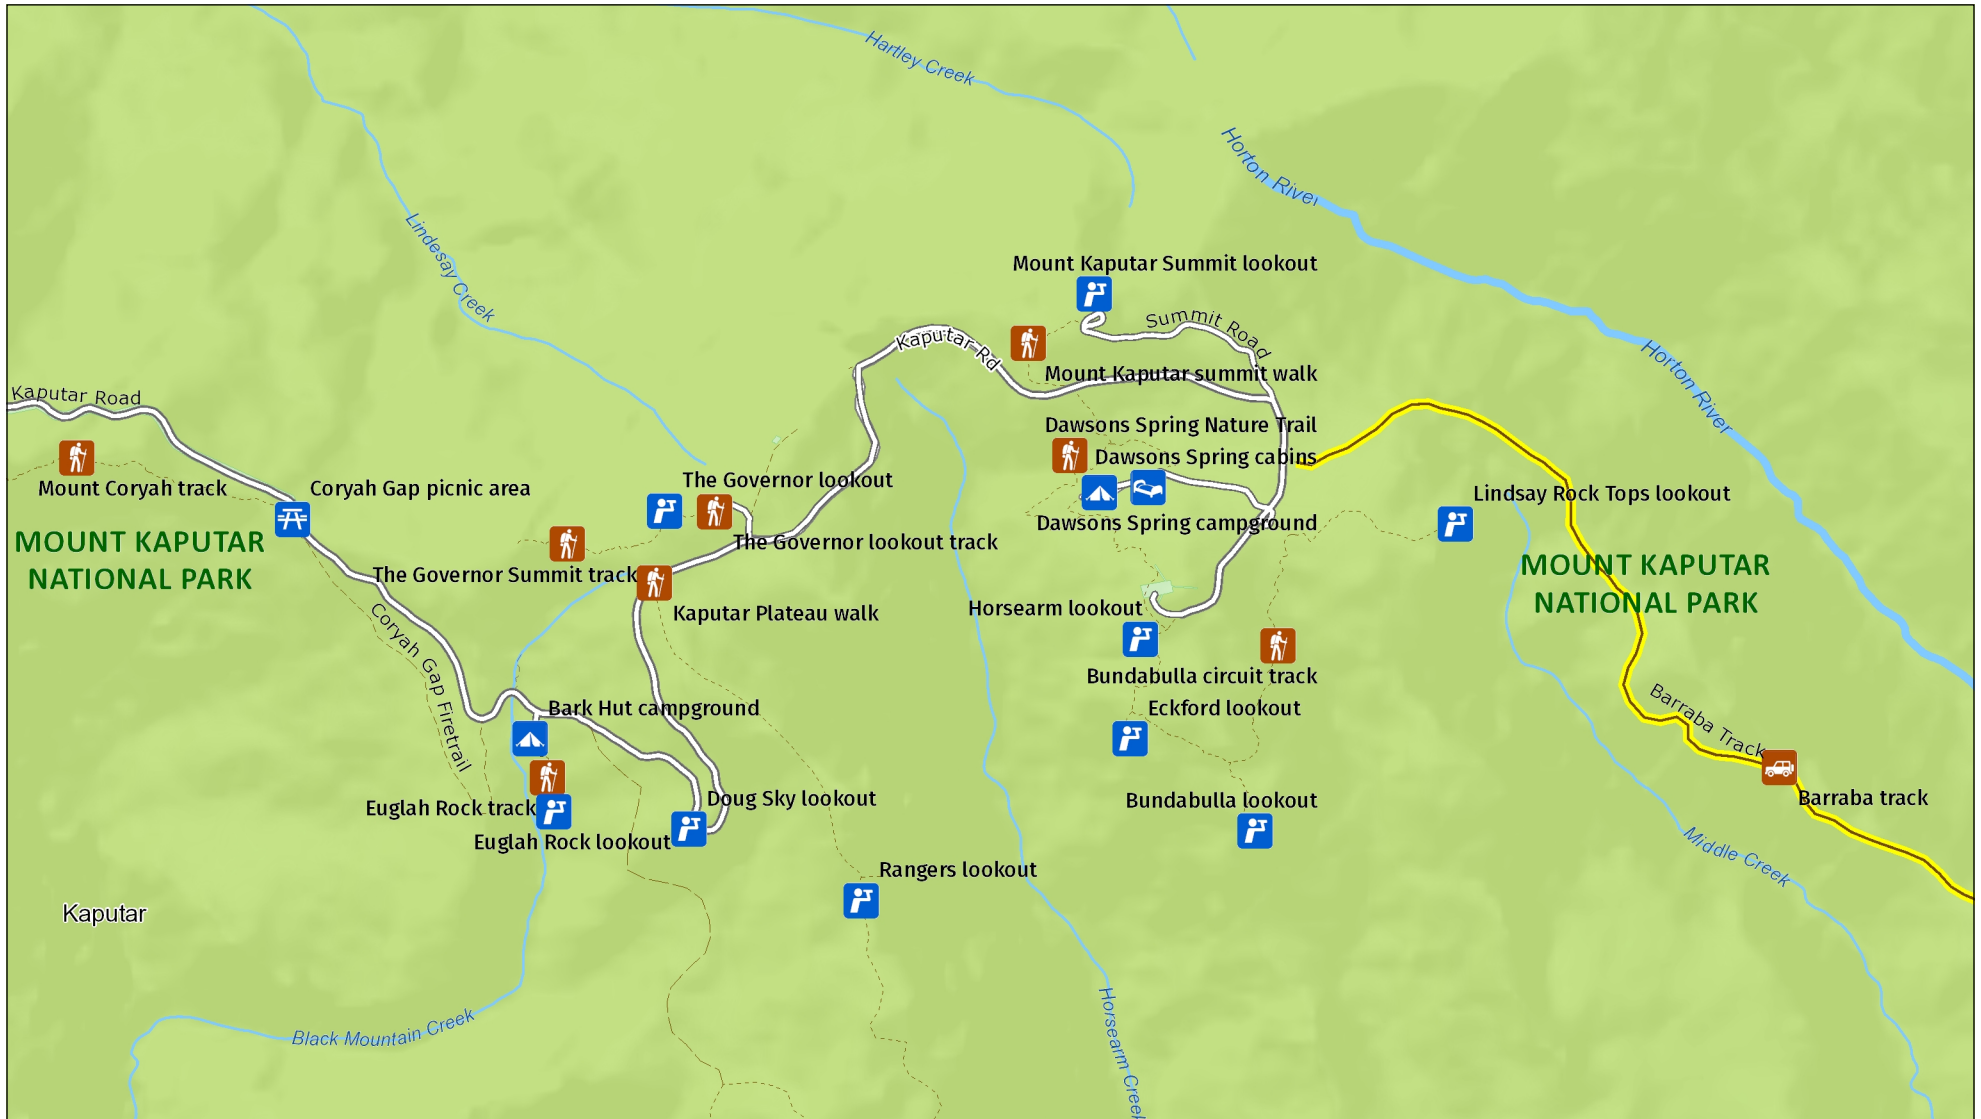 Hartley Creek
Horton River
Lindesay Creek
Mount Kaputar Summit lookout
Summit Road
Kaputar Rd
Horton River
Mount Kaputar summit walk
Kaputar Road
Dawsons Spring Nature Trail
Dawsons Spring cabins
Mount Coryah track
Coryah Gap picnic area
The Governor lookout
Lindsay Rock Tops lookout
Dawsons Spring campground
MOUNT KAPUTAR
NATIONAL PARK
The Governor lookout track
The Governor Summit track
MOUNT KAPUTAR
NATIONAL PARK
Kaputar Plateau walk
Horsearm lookout
Coryah Gap Firetrail
Bundabulla circuit track
Bark Hut campground
Eckford lookout
Barraba Track
Euglah Rock track
Doug Sky lookout
Bundabulla lookout
Barraba track
Euglah Rock lookout
Middle Creek
Rangers lookout
Kaputar
Black Mountain Creek
Horsearm Creek